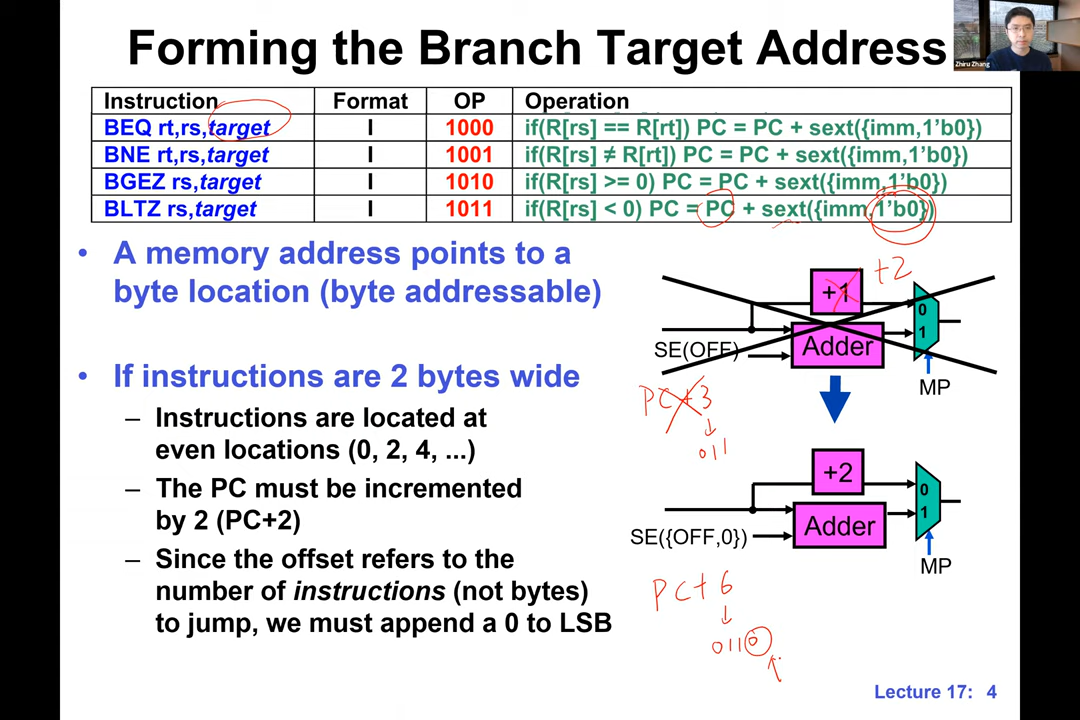 Forming the Branch Target Address
Zhiru Zhang
Instruction Format OP Operation
BEQ rt,rs,target I 1000 if(R[rs] == R[rt]) PC = PC + sext({imm,1'b0})
BNE rt,rs,target I 1001 if(R[rs] ≠ R[rt]) PC = PC + sext({imm,1'b0})
BGEZ rs,target I 1010 if(R[rs] >= 0) PC = PC + sext({imm,1'b0})
BLTZ rs,target I 1011 if(R[rs] < 0) PC = PC + sext({imm,1'b0})
• A memory address points to a
byte location (byte addressable)
• If instructions are 2 bytes wide
– Instructions are located at
even locations (0, 2, 4, ...)
– The PC must be incremented
by 2 (PC+2)
– Since the offset refers to the
number of instructions (not bytes)
to jump, we must append a 0 to LSB
+2
+1
0
1
SE(OFF)
Adder
MP
PC+3
011
+2
0
1
SE({OFF,0})
Adder
MP
PC+6
0110
Lecture 17: 4